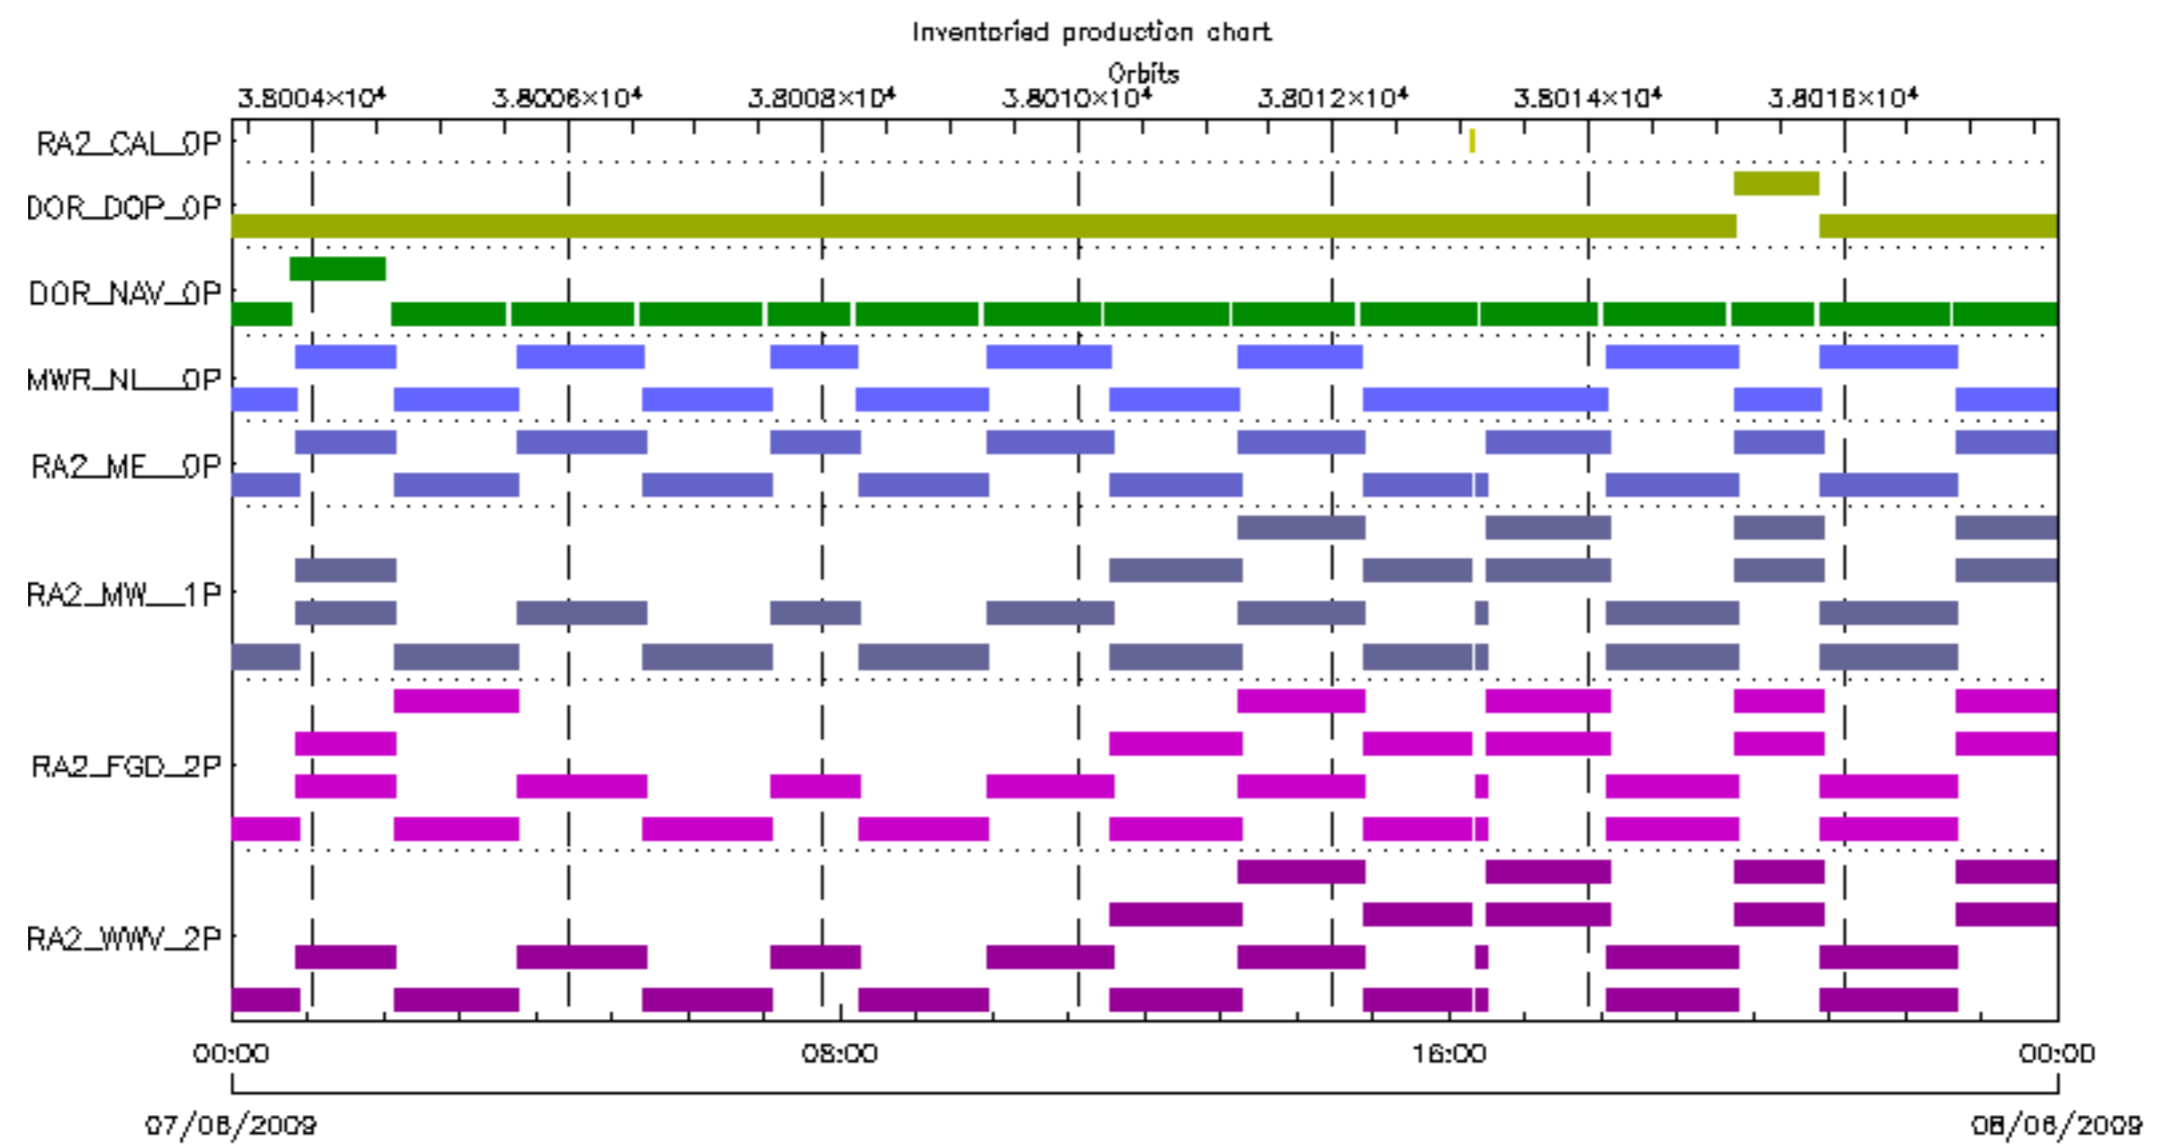 Inventoried production chart
Orbits
3.8004×10⁴ 3.8006×10⁴ 3.8008×10⁴ 3.8010×10⁴ 3.8012×10⁴ 3.8014×10⁴ 3.8016×10⁴
RA2_CAL_0P
DOR_DOP_0P
DOR_NAV_0P
MWR_NL__0P
RA2_ME__0P
RA2_MW__1P
RA2_FGD_2P
RA2_WWV_2P
00:00 08:00 16:00 00:00
07/06/2009 08/06/2009